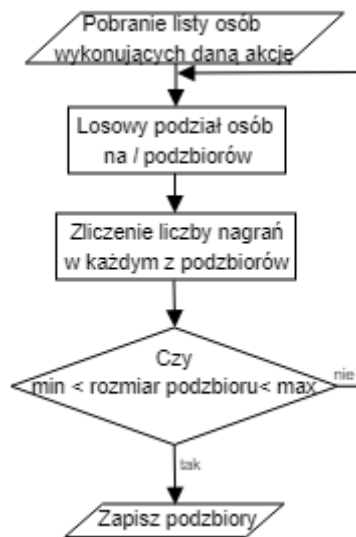 Pobranie listy osób
wykonujących daną akcję
Losowy podział osób
na l podzbiorów
Zliczenie liczby nagrań
w każdym z podzbiorów
Czy
min < rozmiar podzbioru< max
nie
tak
Zapisz podzbiory